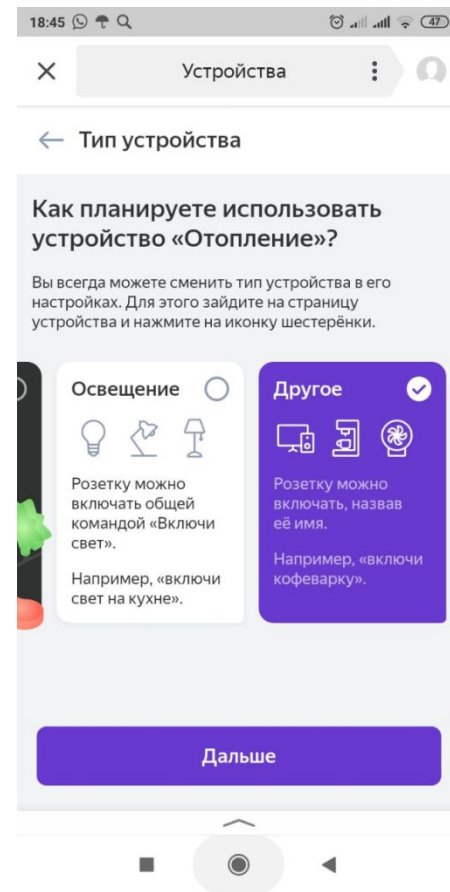 18:45
47
Устройства
Тип устройства
Как планируете использовать
устройство «Отопление»?
Вы всегда можете сменить тип устройства в его
настройках. Для этого зайдите на страницу
устройства и нажмите на иконку шестерёнки.
Освещение
Розетку можно
включать общей
командой «Включи
свет».
Например, «включи
свет на кухне».
Другое
Розетку можно
включать, назвав
её имя.
Например, «включи
кофеварку».
Дальше